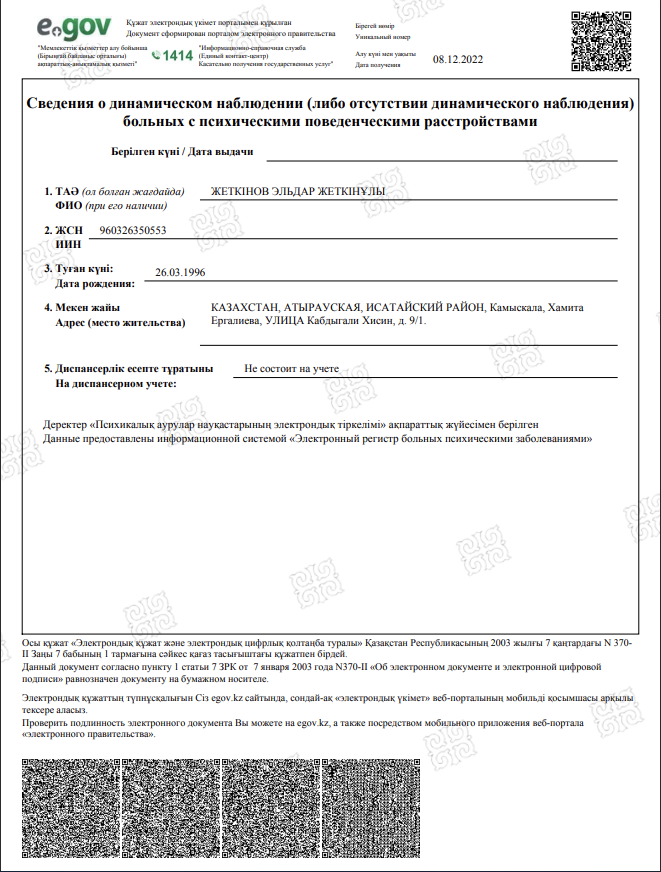 e.gov
Құжат электрондық үкімет порталымен құрылған
Документ сформирован порталом электронного правительства
"Мемлекеттік қызметтер алу бойынша
(Бірыңғай байланыс орталығы)
ақпараттық-анықтамалық қызметі"
1414
"Информационно-справочная служба
(Единый контакт-центр)
Касательно получения государственных услуг"
Бірегей нөмір
Уникальный номер
Алу күні мен уақыты
Дата получения
08.12.2022
Сведения о динамическом наблюдении (либо отсутствии динамического наблюдения)
больных с психическими поведенческими расстройствами
Берілген күні / Дата выдачи
1. ТАӘ (ол болган жағдайда) ЖЕТКІНОВ ЭЛЬДАР ЖЕТКІНҰЛЫ
ФИО (при его наличии)
2. ЖСН 960326350553
ИИН
3. Туған күні: 26.03.1996
Дата рождения:
4. Мекен жайы КАЗАХСТАН, АТЫРАУСКАЯ, ИСАТАЙСКИЙ РАЙОН, Камыскала, Хамита
Адрес (место жительства) Ергалиева, УЛИЦА Кабдыгали Хисин, д. 9/1.
5. Диспансерлік есепте тұратыны Не состоит на учете
На диспансерном учете:
Деректер «Психикалық аурулар науқастарының электрондық тіркелімі» ақпараттық жүйесімен берілген
Данные предоставлены информационной системой «Электронный регистр больных психическими заболеваниями»
Осы құжат «Электрондық құжат және электрондық цифрлық қолтаңба туралы» Қазақстан Республикасының 2003 жылғы 7 қаңтардағы N 370-
II Заңы 7 бабының 1 тармағына сәйкес қағаз тасығыштағы құжатпен бірдей.
Данный документ согласно пункту 1 статьи 7 ЗРК от 7 января 2003 года N370-II «Об электронном документе и электронной цифровой
подписи» равнозначен документу на бумажном носителе.
Электрондық құжаттың түпнұсқалығын Сіз egov.kz сайтында, сондай-ақ «электрондық үкімет» веб-порталының мобильді қосымшасы арқылы
тексере аласыз.
Проверить подлинность электронного документа Вы можете на egov.kz, а также посредством мобильного приложения веб-портала
«электронного правительства».